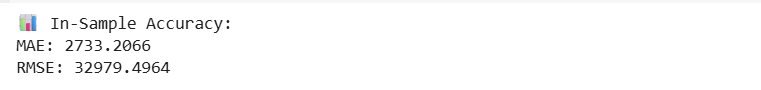 📊 In-Sample Accuracy:
MAE: 2733.2066
RMSE: 32979.4964